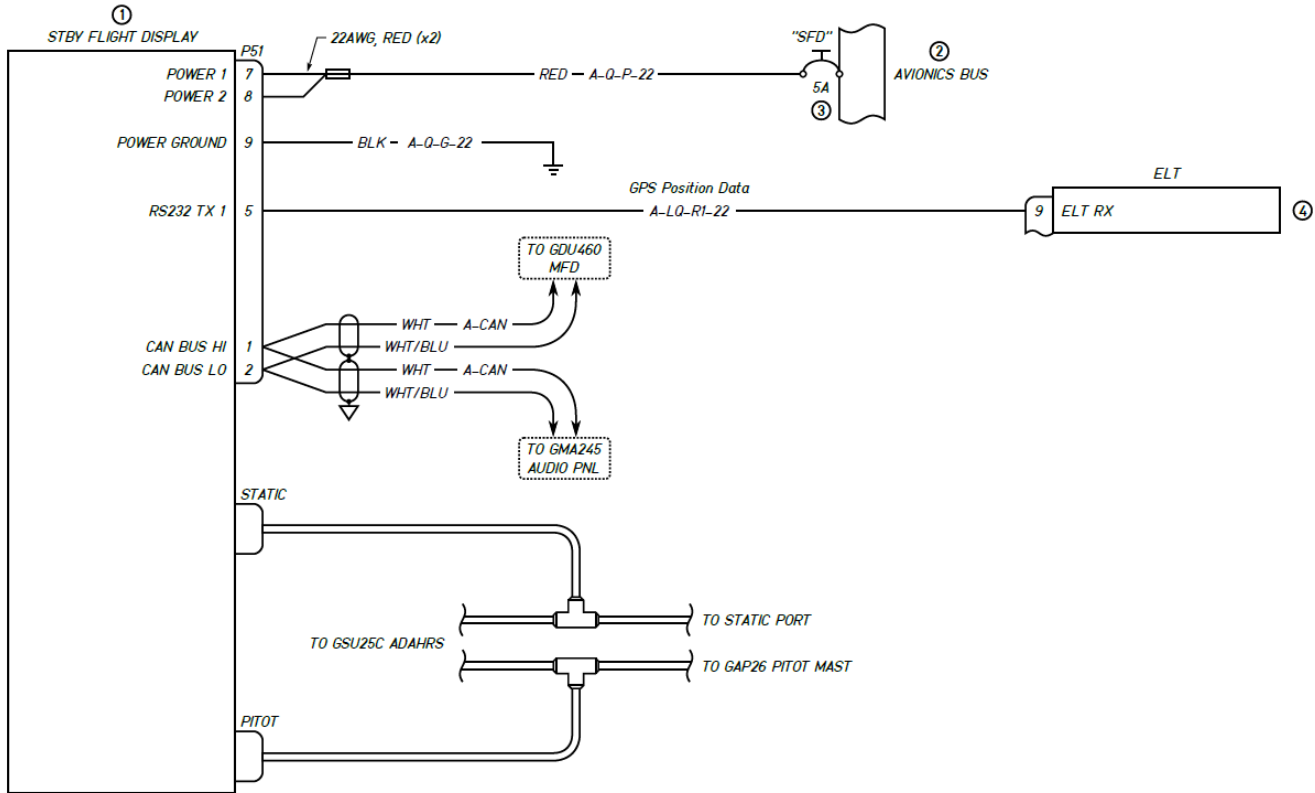 ①
STBY FLIGHT DISPLAY
P51
22AWG, RED (x2)
"SFD"
②
POWER 1 7
RED A-Q-P-22
AVIONICS BUS
5A
POWER 2 8
③
POWER GROUND 9
BLK - A-Q-G-22
ELT
GPS Position Data
RS232 TX 1 5
A-LQ-R1-22
9 ELT RX
④
TO GDU460
MFD
WHT A-CAN
CAN BUS HI 1
WHT/BLU
CAN BUS LO 2
WHT A-CAN
WHT/BLU
TO GMA245
AUDIO PNL
STATIC
TO STATIC PORT
TO GSU25C ADAHRS
TO GAP26 PITOT MAST
PITOT